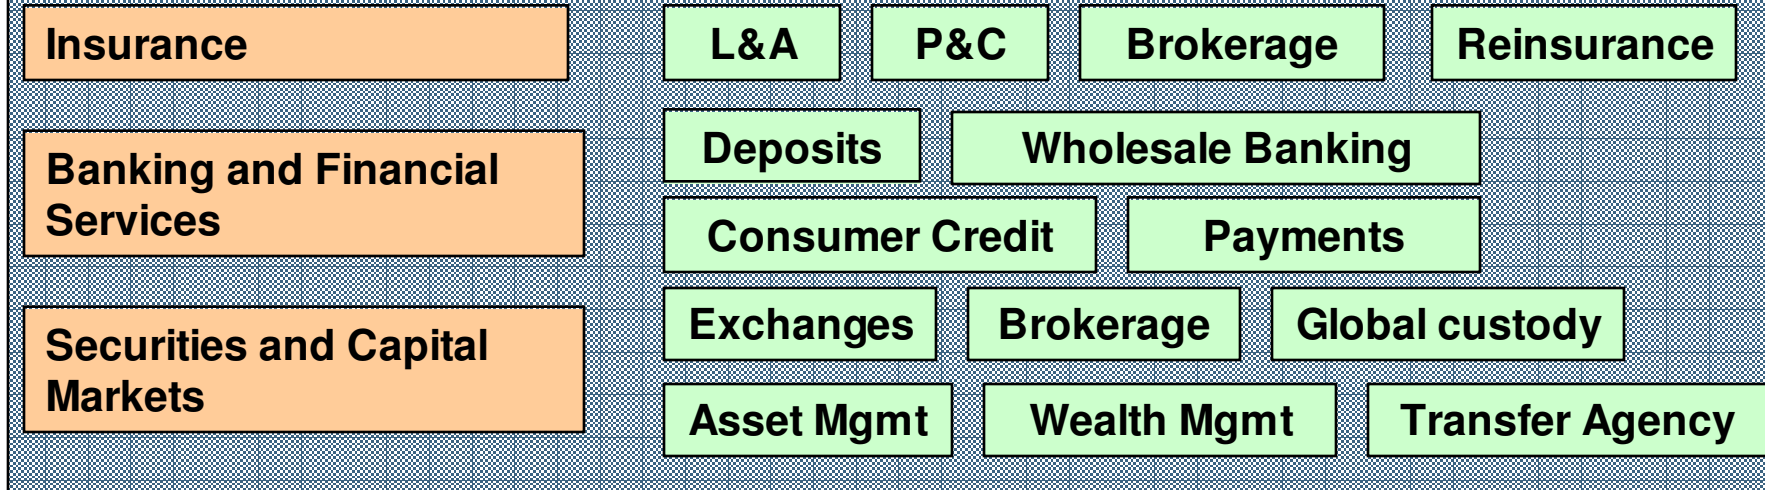 Insurance
L&A
P&C
Brokerage
Reinsurance
Banking and Financial
Services
Deposits
Wholesale Banking
Consumer Credit
Payments
Securities and Capital
Markets
Exchanges
Brokerage
Global custody
Asset Mgmt
Wealth Mgmt
Transfer Agency